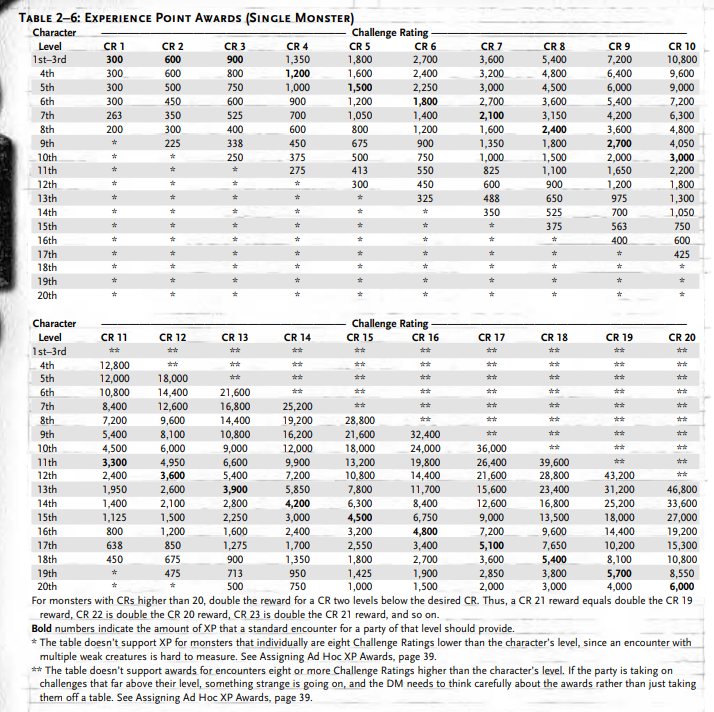 TABLE 2–6: EXPERIENCE POINT AWARDS (SINGLE MONSTER)
Character Challenge Rating
Level CR 1 CR 2 CR 3 CR 4 CR 5 CR 6 CR 7 CR 8 CR 9 CR 10
1st–3rd 300 600 900 1,350 1,800 2,700 3,600 5,400 7,200 10,800
4th 300 600 800 1,200 1,600 2,400 3,200 4,800 6,400 9,600
5th 300 500 750 1,000 1,500 2,250 3,000 4,500 6,000 9,000
6th 300 450 600 900 1,200 1,800 2,700 3,600 5,400 7,200
7th 263 350 525 700 1,050 1,400 2,100 3,150 4,200 6,300
8th 200 300 400 600 800 1,200 1,600 2,400 3,600 4,800
9th * 225 338 450 675 900 1,350 1,800 2,700 4,050
10th * * 250 375 500 750 1,000 1,500 2,000 3,000
11th * * * 275 413 550 825 1,100 1,650 2,200
12th * * * * 300 450 600 900 1,200 1,800
13th * * * * * 325 488 650 975 1,300
14th * * * * * * 350 525 700 1,050
15th * * * * * * * 375 563 750
16th * * * * * * * * 400 600
17th * * * * * * * * * 425
18th * * * * * * * * * *
19th * * * * * * * * * *
20th * * * * * * * * * *
Character Challenge Rating
Level CR 11 CR 12 CR 13 CR 14 CR 15 CR 16 CR 17 CR 18 CR 19 CR 20
1st–3rd ** ** ** ** ** ** ** ** ** **
4th 12,800 ** ** ** ** ** ** ** ** **
5th 12,000 18,000 ** ** ** ** ** ** ** **
6th 10,800 14,400 21,600 ** ** ** ** ** ** **
7th 8,400 12,600 16,800 25,200 ** ** ** ** ** **
8th 7,200 9,600 14,400 19,200 28,800 ** ** ** ** **
9th 5,400 8,100 10,800 16,200 21,600 32,400 ** ** ** **
10th 4,500 6,000 9,000 12,000 18,000 24,000 36,000 ** ** **
11th 3,300 4,950 6,600 9,900 13,200 19,800 26,400 39,600 ** **
12th 2,400 3,600 5,400 7,200 10,800 14,400 21,600 28,800 43,200 **
13th 1,950 2,600 3,900 5,850 7,800 11,700 15,600 23,400 31,200 46,800
14th 1,400 2,100 2,800 4,200 6,300 8,400 12,600 16,800 25,200 33,600
15th 1,125 1,500 2,250 3,000 4,500 6,750 9,000 13,500 18,000 27,000
16th 800 1,200 1,600 2,400 3,200 4,800 7,200 9,600 14,400 19,200
17th 638 850 1,275 1,700 2,550 3,400 5,100 7,650 10,200 15,300
18th 450 675 900 1,350 1,800 2,700 3,600 5,400 8,100 10,800
19th * 475 713 950 1,425 1,900 2,850 3,800 5,700 8,550
20th * * 500 750 1,000 1,500 2,000 3,000 4,000 6,000
For monsters with CRs higher than 20, double the reward for a CR two levels below the desired CR. Thus, a CR 21 reward equals double the CR 19
reward, CR 22 is double the CR 20 reward, CR 23 is double the CR 21 reward, and so on.
Bold numbers indicate the amount of XP that a standard encounter for a party of that level should provide.
* The table doesn't support XP for monsters that individually are eight Challenge Ratings lower than the character's level, since an encounter with
multiple weak creatures is hard to measure. See Assigning Ad Hoc XP Awards, page 39.
** The table doesn't support awards for encounters eight or more Challenge Ratings higher than the character's level. If the party is taking on
challenges that far above their level, something strange is going on, and the DM needs to think carefully about the awards rather than just taking
them off a table. See Assigning Ad Hoc XP Awards, page 39.